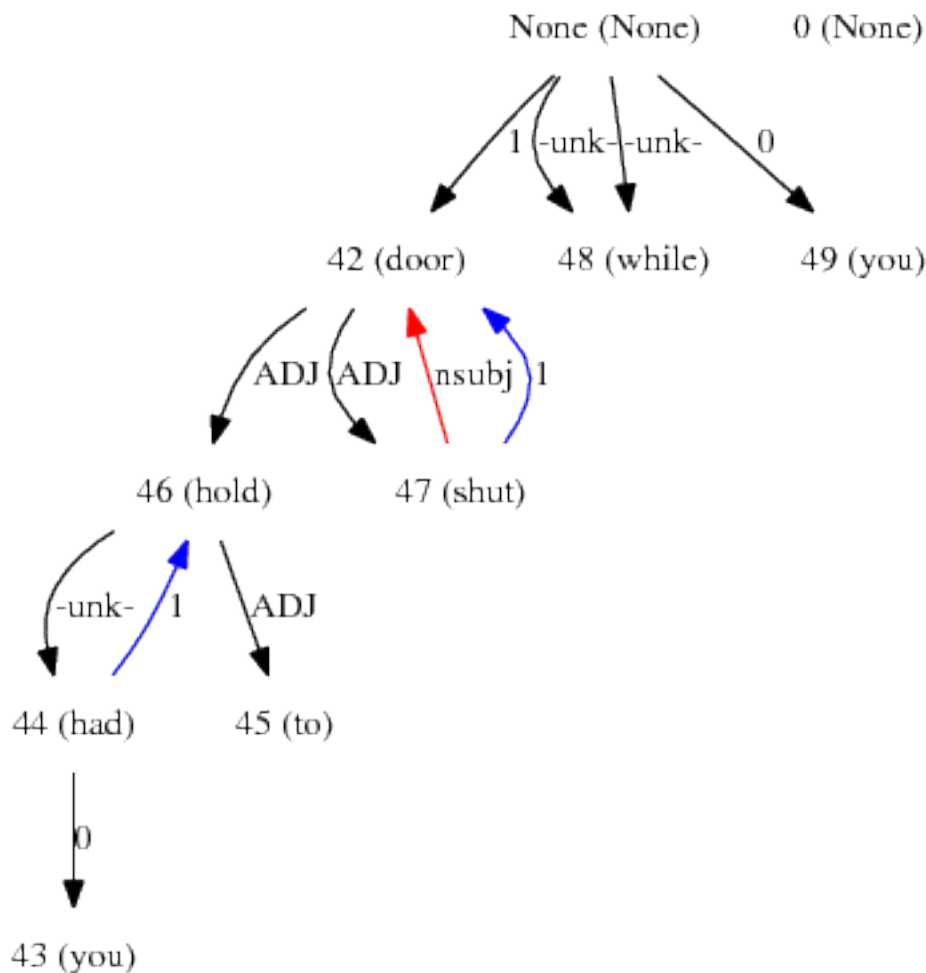 None (None) 0 (None)
1 -unk- -unk- 0
42 (door) 48 (while) 49 (you)
ADJ ADJ nsubj 1
46 (hold) 47 (shut)
-unk- 1 ADJ
44 (had) 45 (to)
0
43 (you)